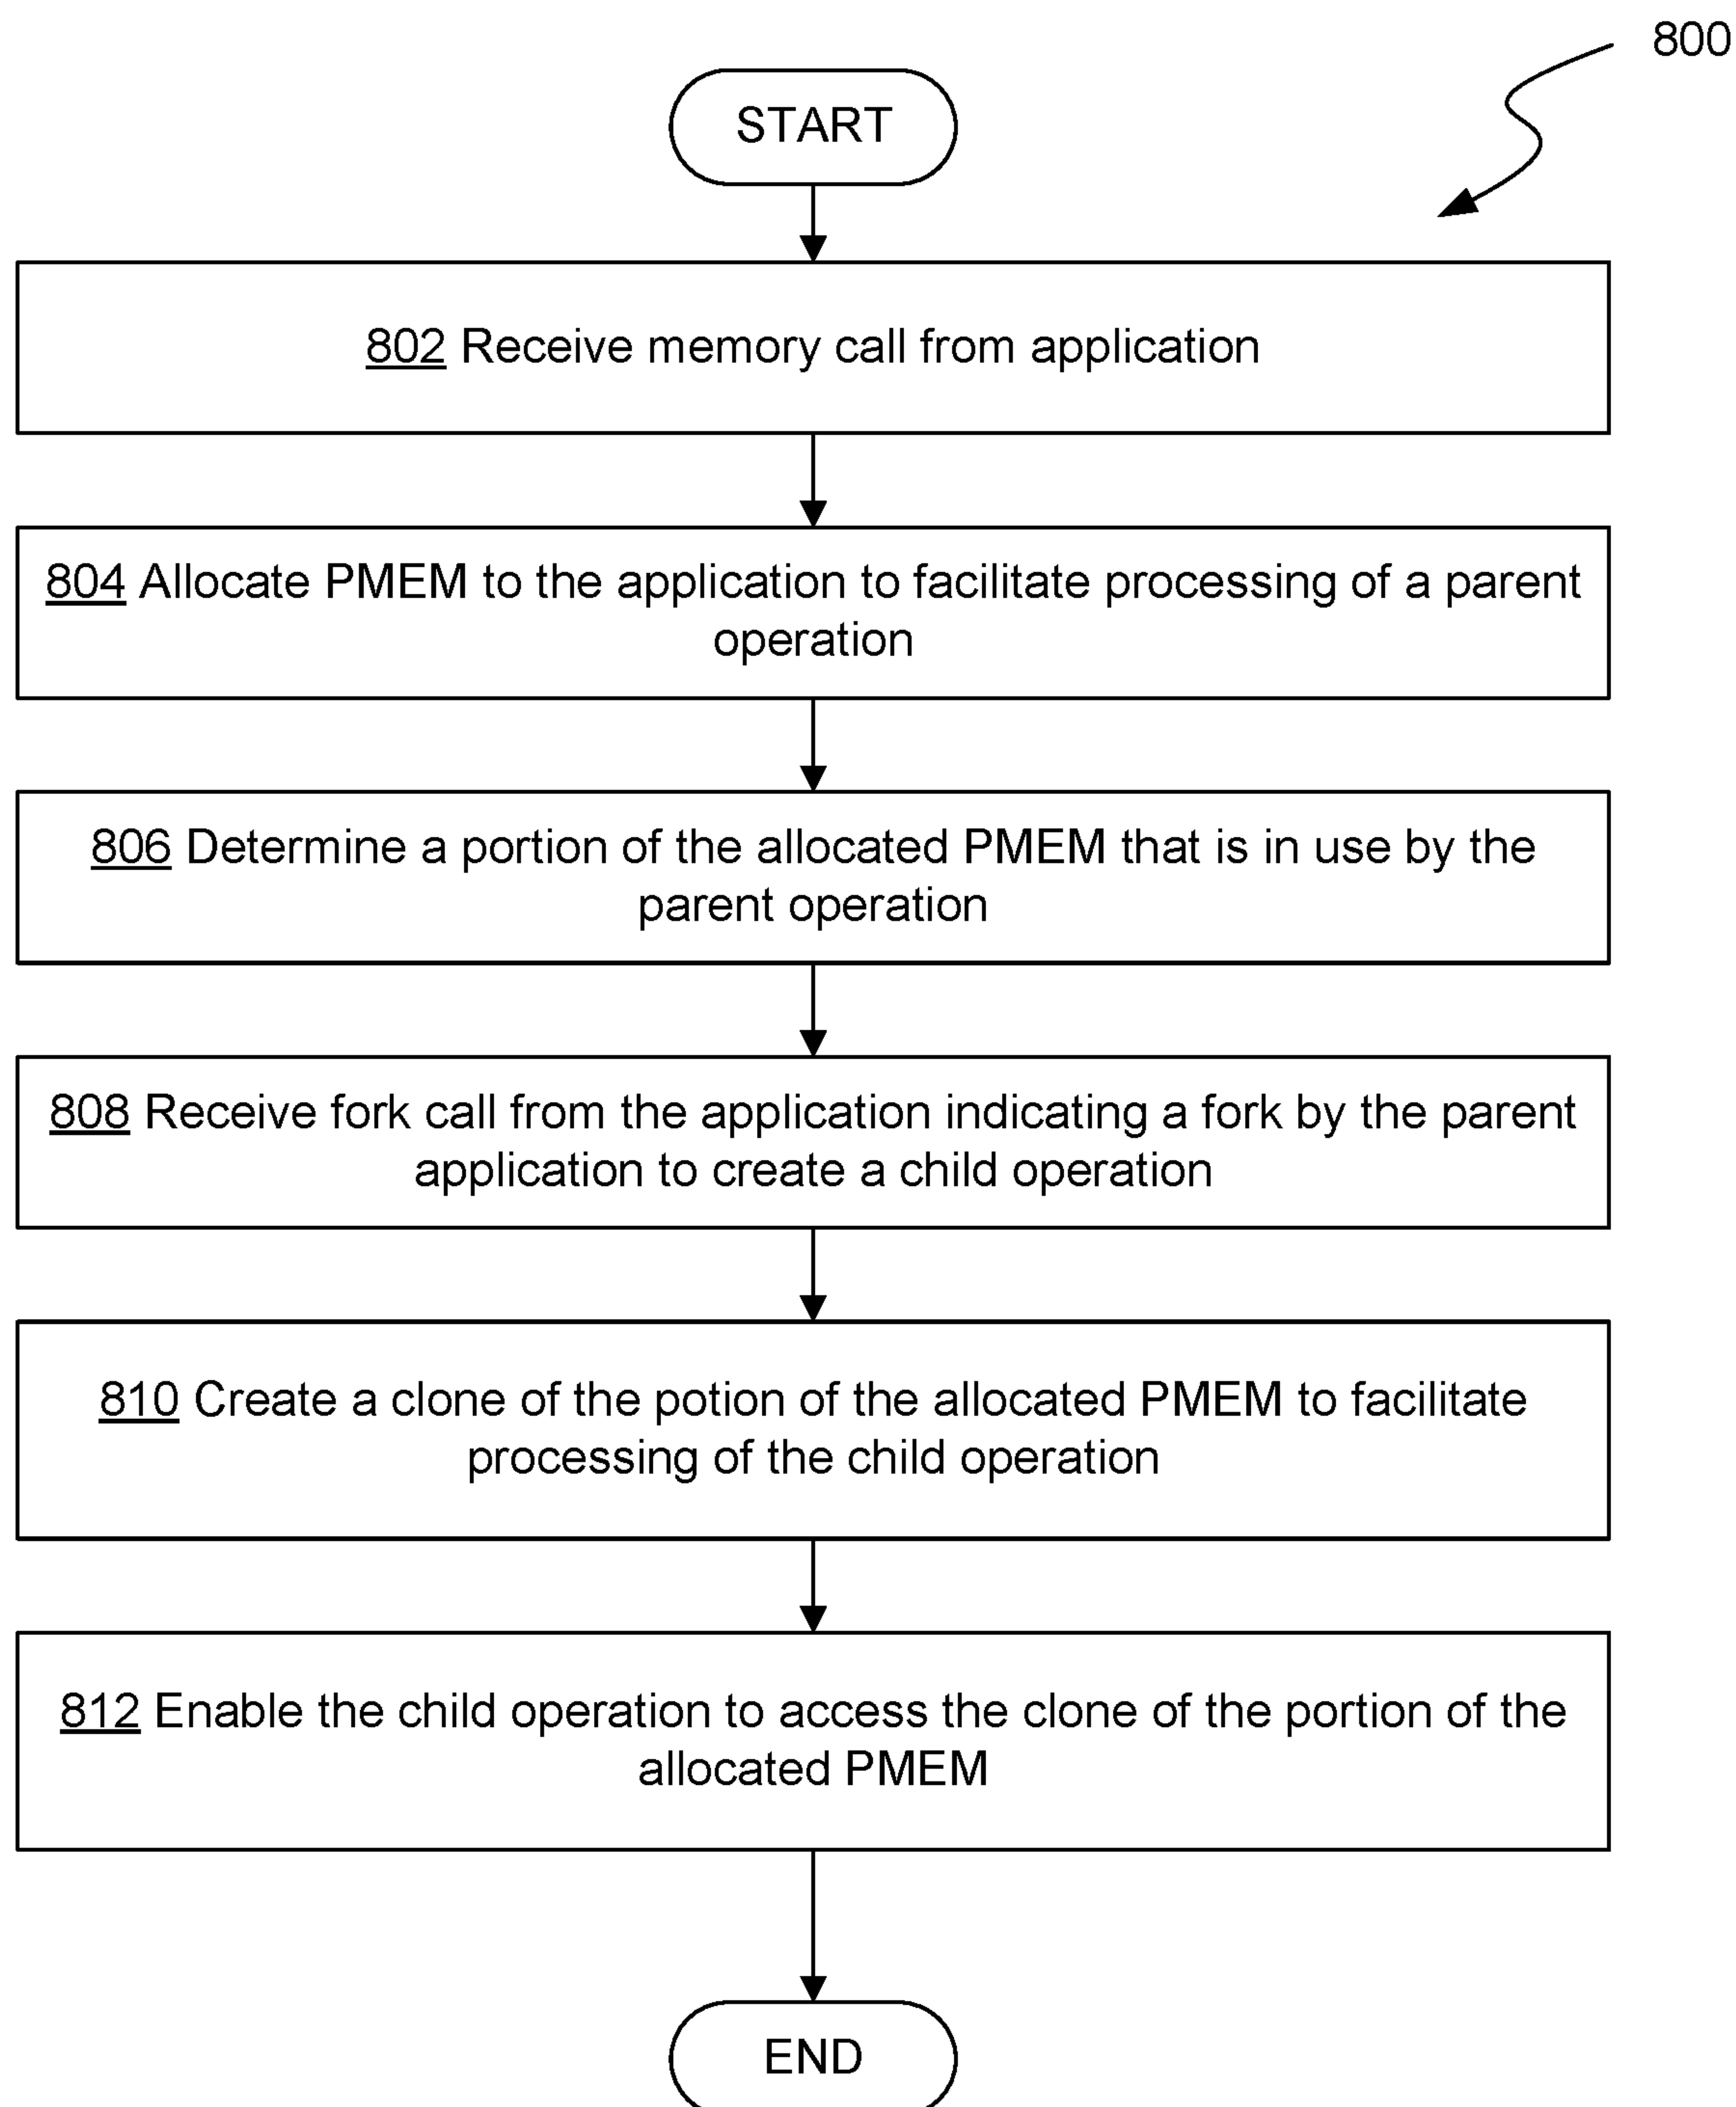 800
START
802 Receive memory call from application
804 Allocate PMEM to the application to facilitate processing of a parent
operation
806 Determine a portion of the allocated PMEM that is in use by the
parent operation
808 Receive fork call from the application indicating a fork by the parent
application to create a child operation
810 Create a clone of the potion of the allocated PMEM to facilitate
processing of the child operation
812 Enable the child operation to access the clone of the portion of the
allocated PMEM
END